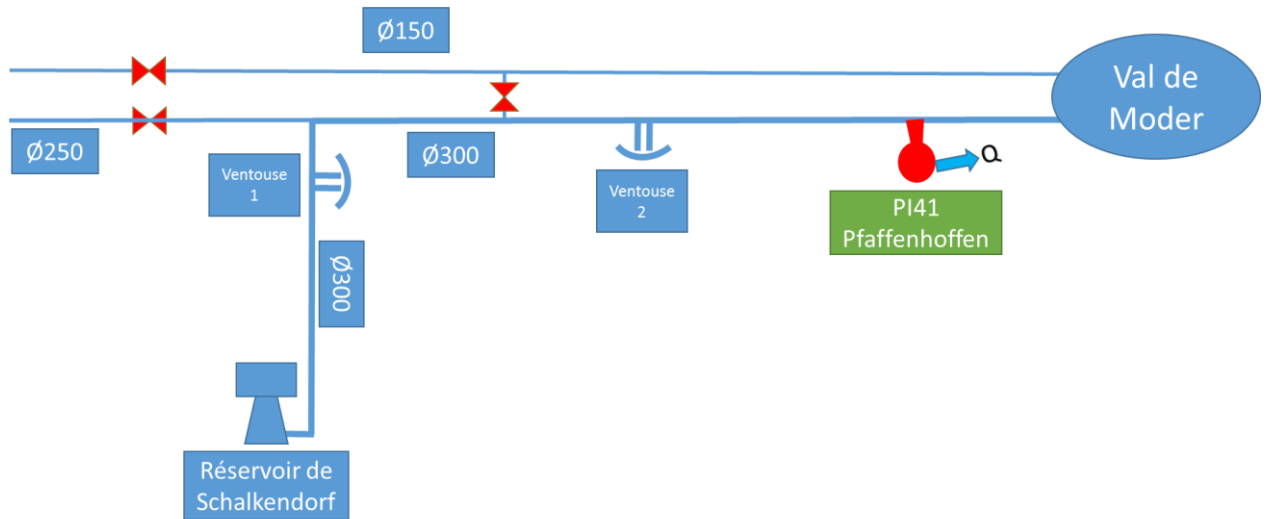 Ø150
Val de
Moder
Ø250
Ø300
Ventouse
1
Ventouse
2
Q
PI41
Pfaffenhoffen
Ø300
Réservoir de
Schalkendorf